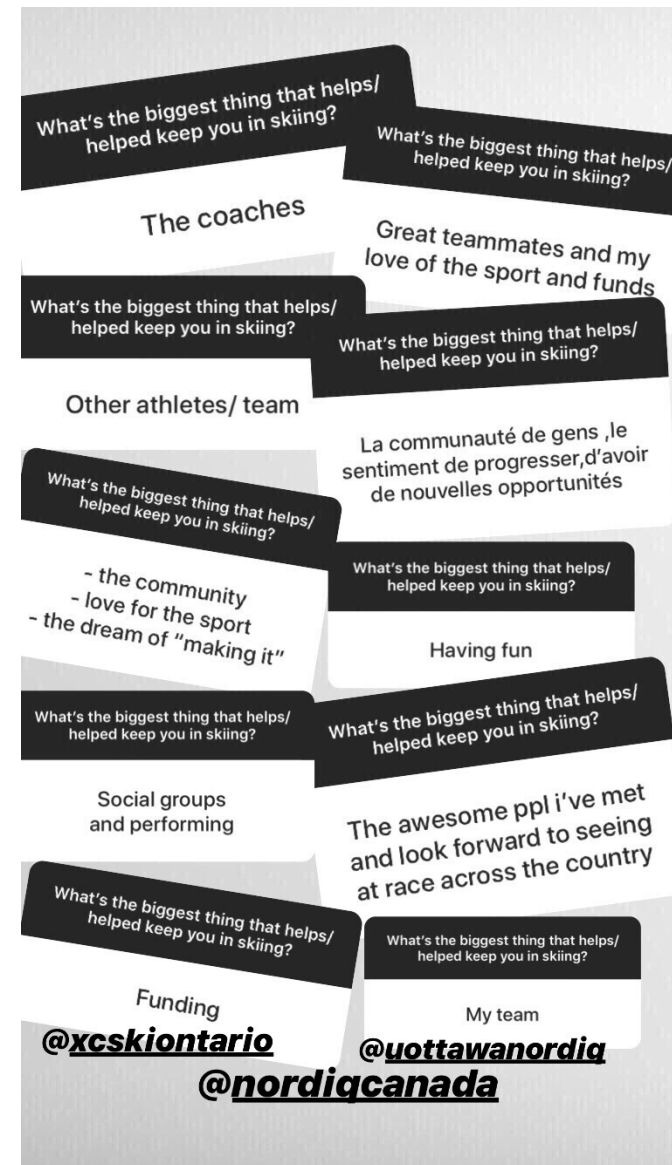 What's the biggest thing that helps/
helped keep you in skiing?
The coaches
What's the biggest thing that helps/
helped keep you in skiing?
Great teammates and my
love of the sport and funds
What's the biggest thing that helps/
helped keep you in skiing?
Other athletes/ team
What's the biggest thing that helps/
helped keep you in skiing?
La communauté de gens ,le
sentiment de progresser,d'avoir
de nouvelles opportunités
What's the biggest thing that helps/
helped keep you in skiing?
- the community
- love for the sport
- the dream of "making it"
What's the biggest thing that helps/
helped keep you in skiing?
Having fun
What's the biggest thing that helps/
helped keep you in skiing?
Social groups
and performing
What's the biggest thing that helps/
helped keep you in skiing?
The awesome ppl i've met
and look forward to seeing
at race across the country
What's the biggest thing that helps/
helped keep you in skiing?
Funding
What's the biggest thing that helps/
helped keep you in skiing?
My team
@xcskiontario
@uottawanordiq
@nordiqcanada